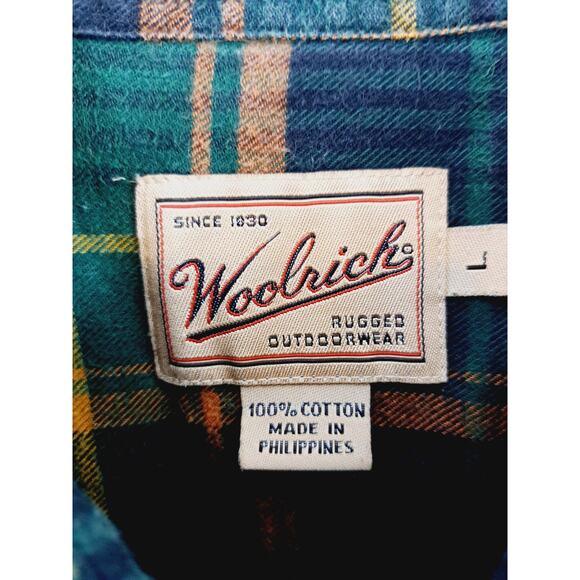 SINCE 1830
Woolrich
RUGGED
OUTDOORWEAR
L
100% COTTON
MADE IN
PHILIPPINES